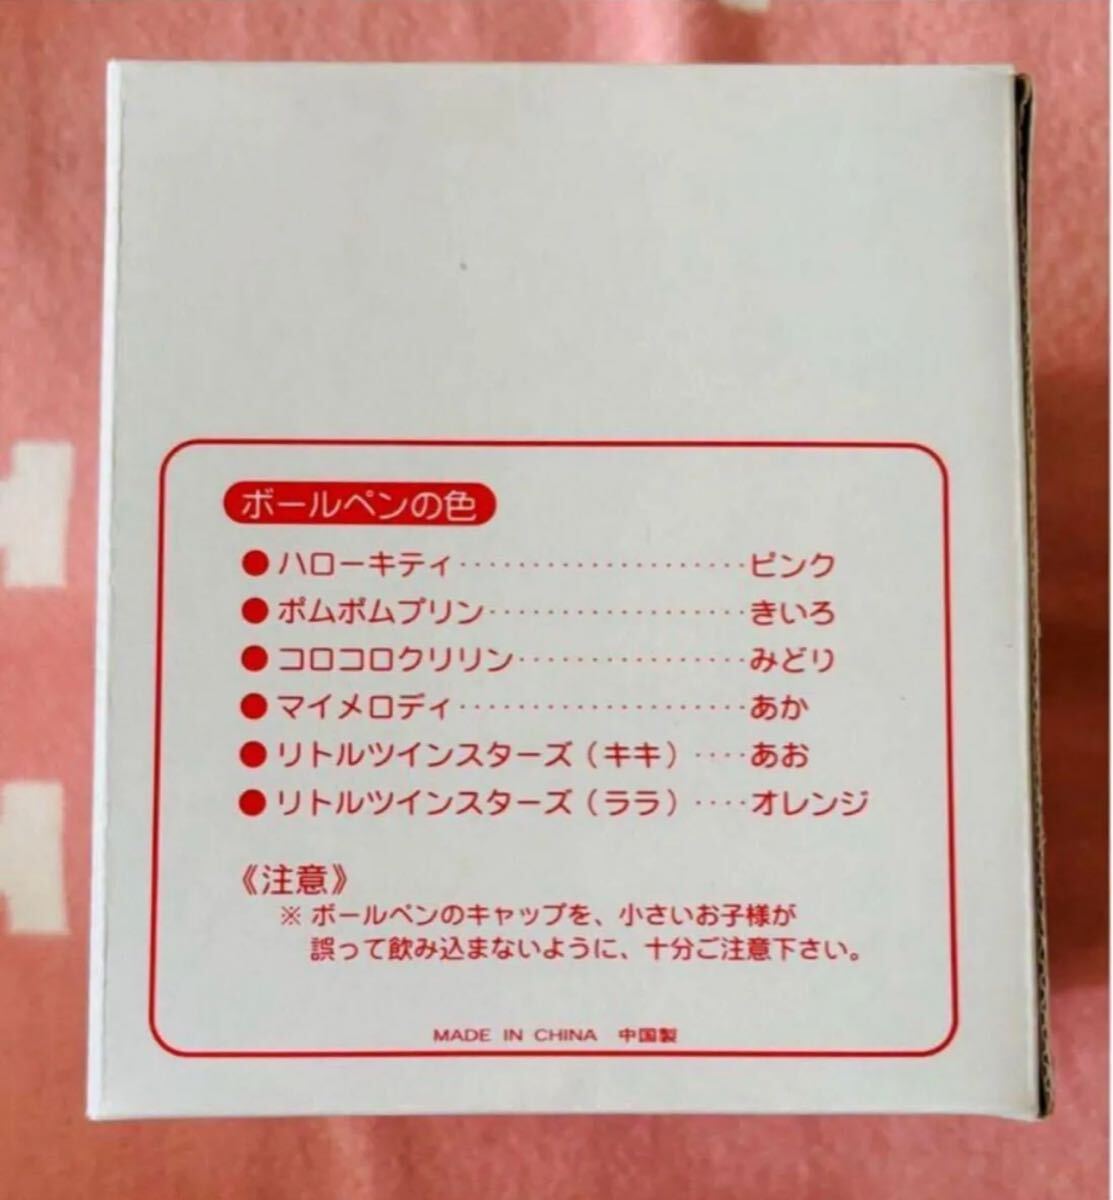 ボールペンの色
●ハローキティ····················ピンク
●ポムポムプリン··················きいろ
●コロコロクリリン················みどり
●マイメロディ····················あか
●リトルツインスターズ（キキ）····あお
●リトルツインスターズ（ララ）····オレンジ
《注意》
※ ボールペンのキャップを、小さいお子様が
誤って飲み込まないように、十分ご注意下さい。
MADE IN CHINA 中国製